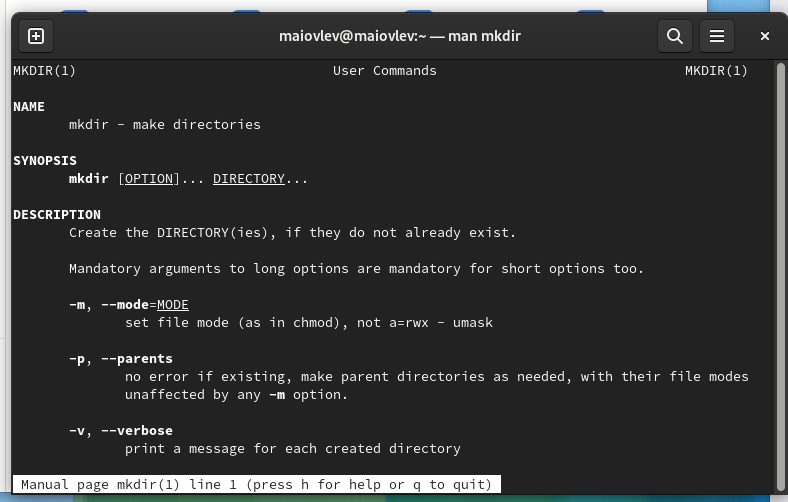 maiovlev@maiovlev:~ — man mkdir
MKDIR(1) User Commands MKDIR(1)
NAME
mkdir - make directories
SYNOPSIS
mkdir [OPTION]... DIRECTORY...
DESCRIPTION
Create the DIRECTORY(ies), if they do not already exist.
Mandatory arguments to long options are mandatory for short options too.
-m, --mode=MODE
set file mode (as in chmod), not a=rwx - umask
-p, --parents
no error if existing, make parent directories as needed, with their file modes
unaffected by any -m option.
-v, --verbose
print a message for each created directory
Manual page mkdir(1) line 1 (press h for help or q to quit)